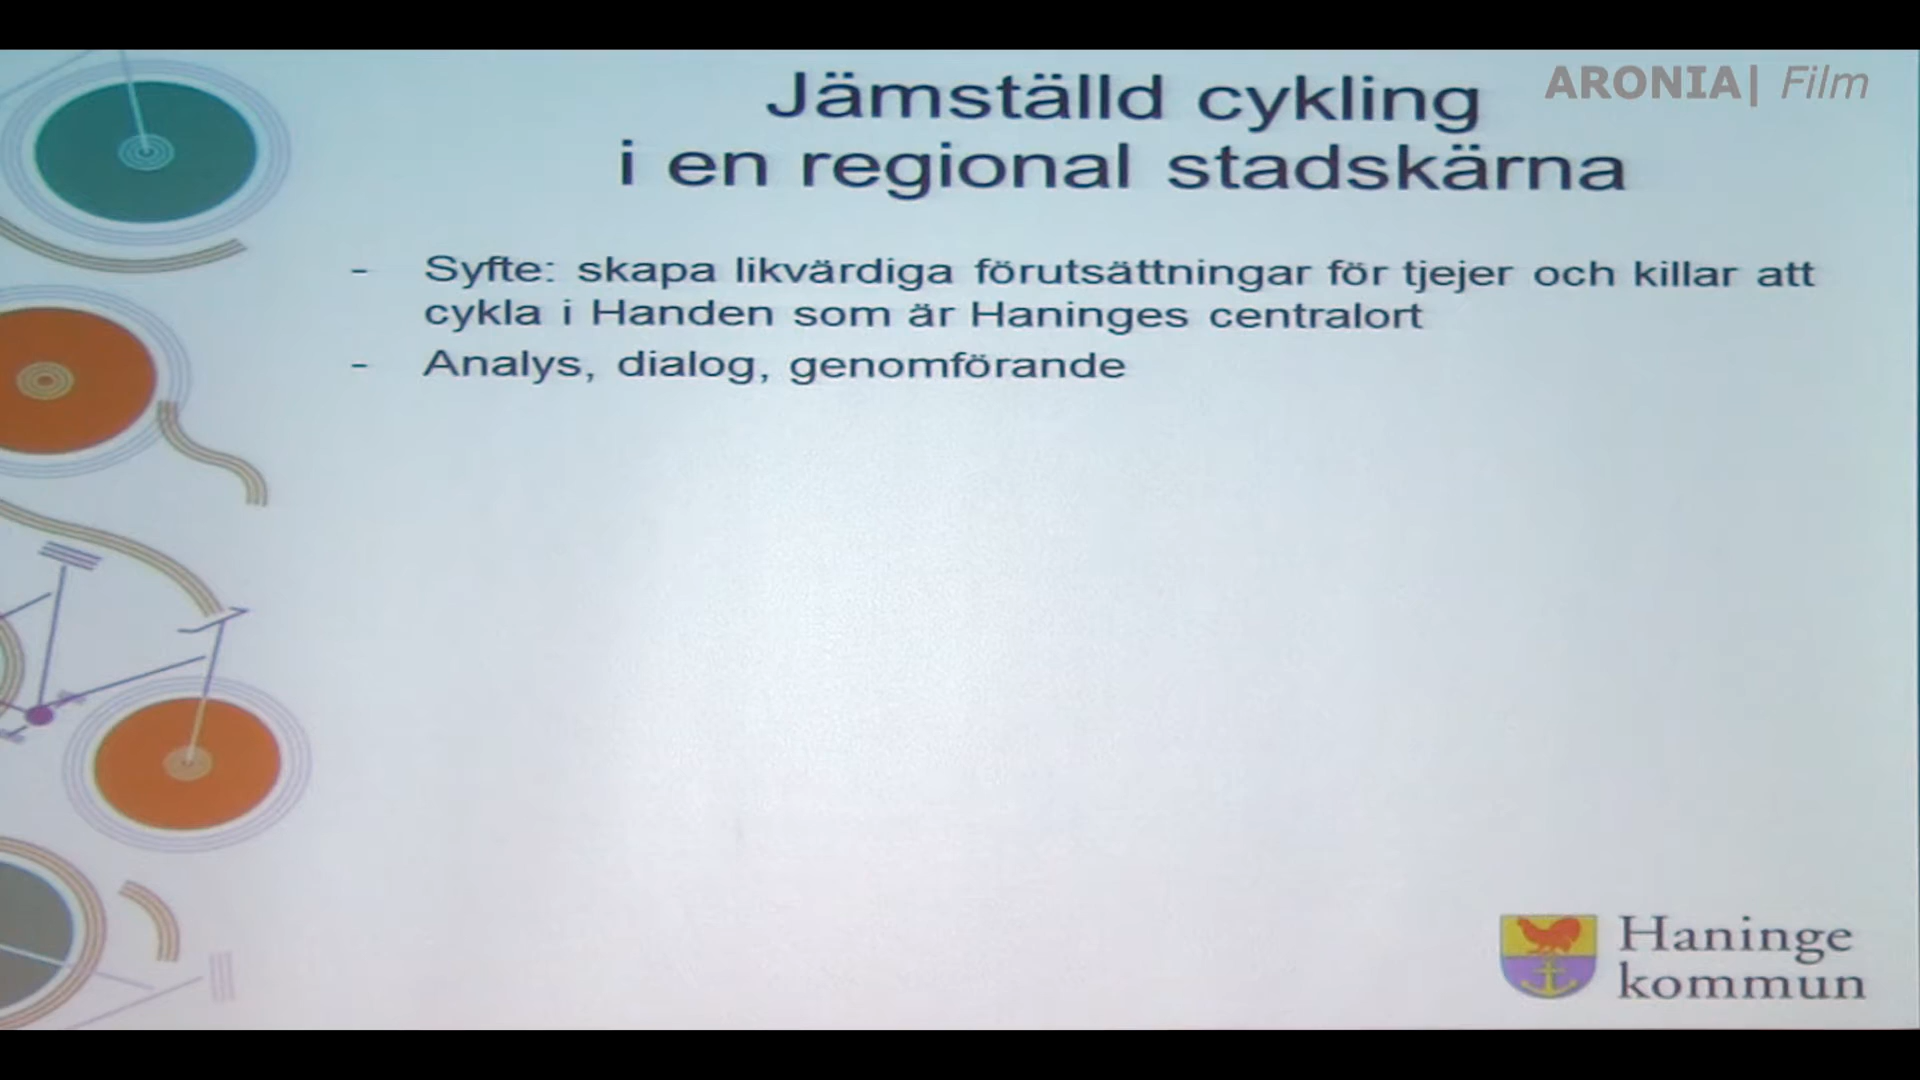 Jämställd cykling
i en regional stadskärna
ARONIA| Film
- Syfte: skapa likvärdiga förutsättningar för tjejer och killar att
cykla i Handen som är Haninges centralort
- Analys, dialog, genomförande
Haninge
kommun